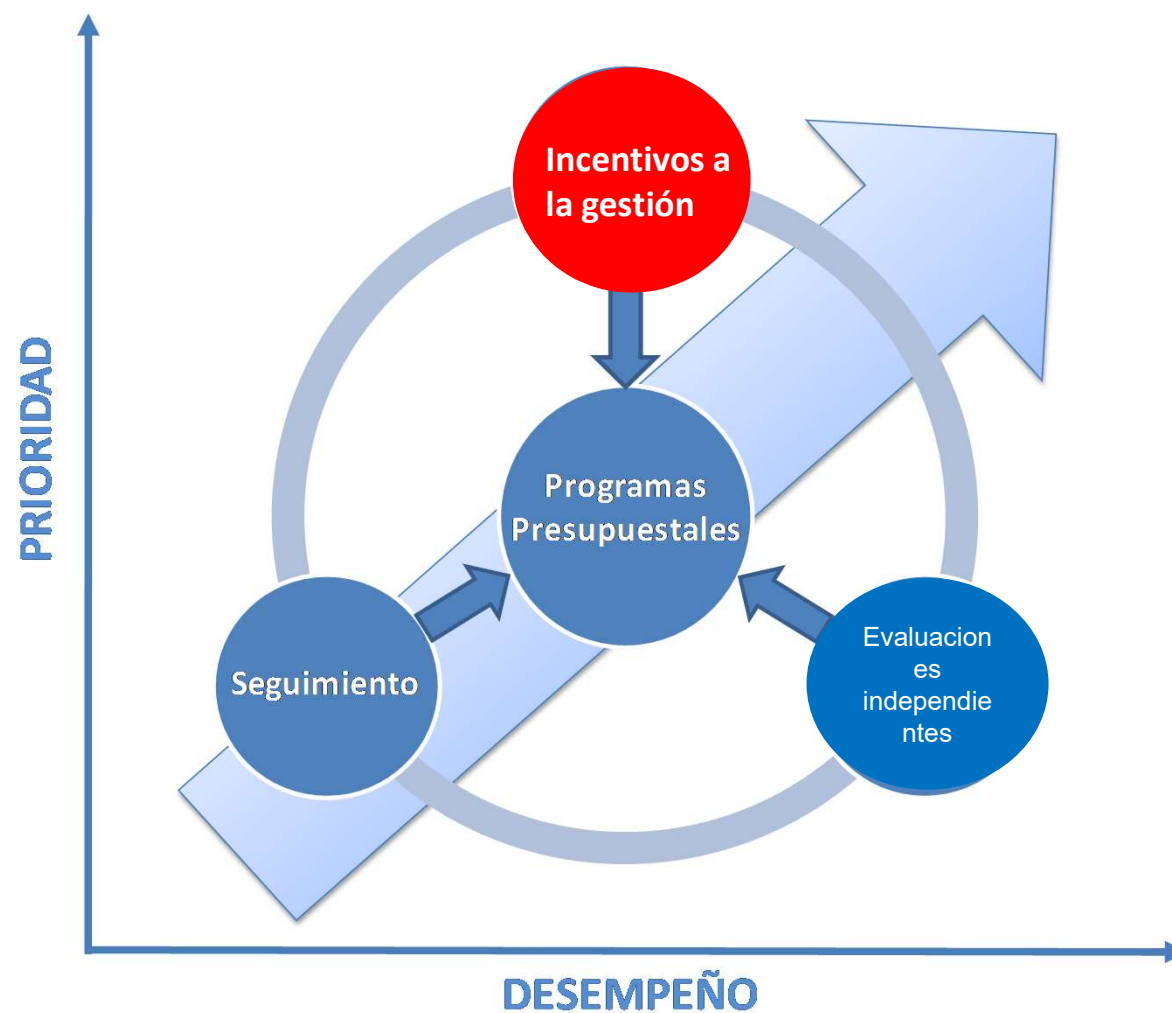 PRIORIDAD
Incentivos a
la gestión
Programas
Presupuestales
Seguimiento
Evaluacion
es
independie
ntes
DESEMPEÑO